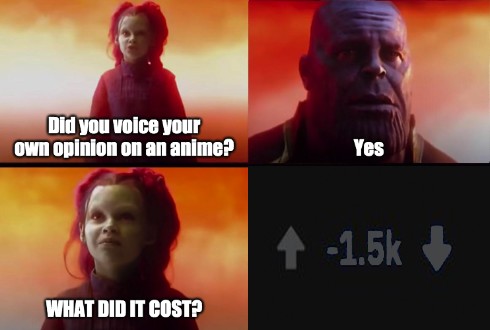 Did you voice your
own opinion on an anime?
Yes
WHAT DID IT COST?
-1.5k